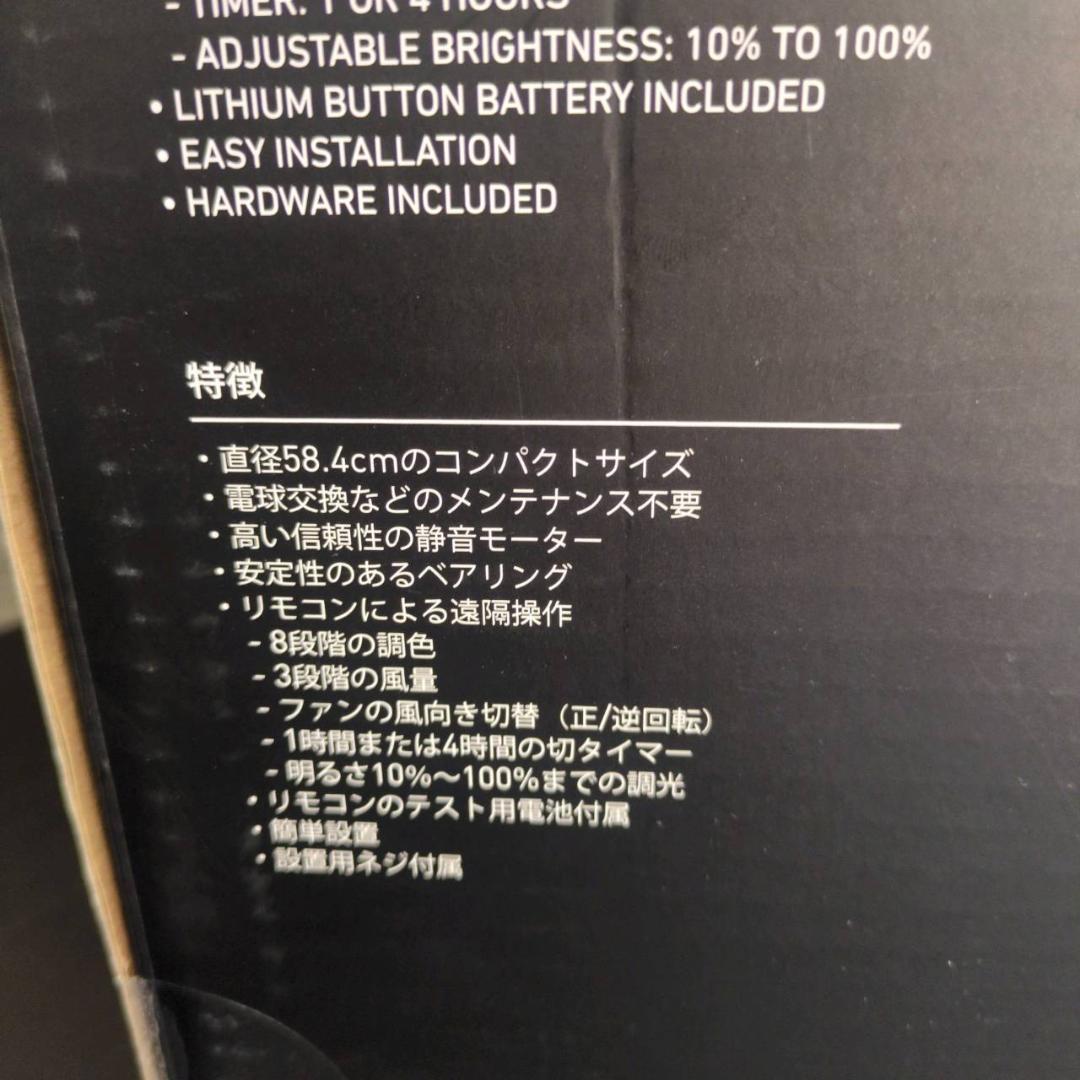 - TIMER: 1 OR 4 HOURS
- ADJUSTABLE BRIGHTNESS: 10% TO 100%
• LITHIUM BUTTON BATTERY INCLUDED
• EASY INSTALLATION
• HARDWARE INCLUDED
特徴
・直径58.4cmのコンパクトサイズ
・電球交換などのメンテナンス不要
・高い信頼性の静音モーター
・安定性のあるベアリング
・リモコンによる遠隔操作
- 8段階の調色
- 3段階の風量
- ファンの風向き切替（正/逆回転）
- 1時間または4時間の切タイマー
- 明るさ10%～100%までの調光
・リモコンのテスト用電池付属
・簡単設置
・設置用ネジ付属